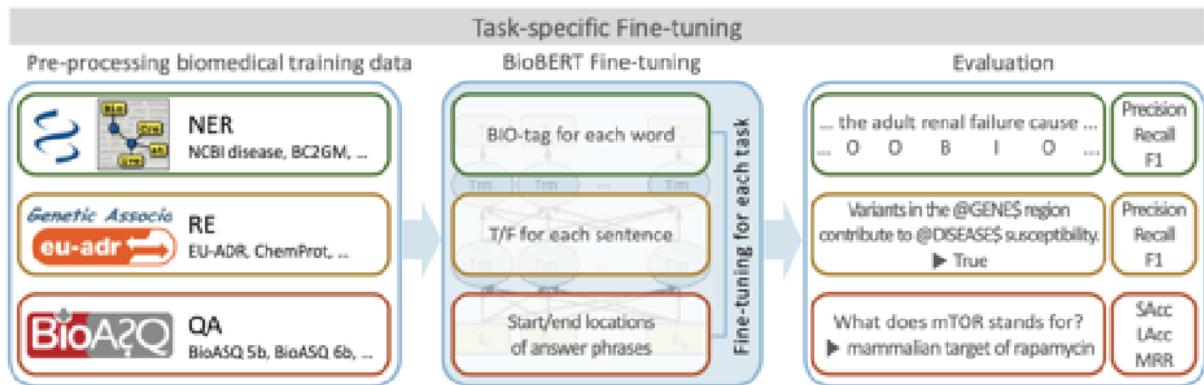 Task-specific Fine-tuning
Pre-processing biomedical training data
BioBERT Fine-tuning
Evaluation
NER
NCBI disease, BC2GM, ...
BIO-tag for each word
... the adult renal failure cause ...
... O O B I O ...
Precision
Recall
F1
Genetic Associa
eu-adr
RE
EU-ADR, ChemProt, ...
Trm Trm ... Trm
T/F for each sentence
Variants in the @GENE$ region
contribute to @DISEASE$ susceptibility.
▶ True
Precision
Recall
F1
BioASQ
QA
BioASQ 5b, BioASQ 6b, ...
Start/end locations
of answer phrases
Fine-tuning for each task
What does mTOR stands for?
▶ mammalian target of rapamycin
SAcc
LAcc
MRR